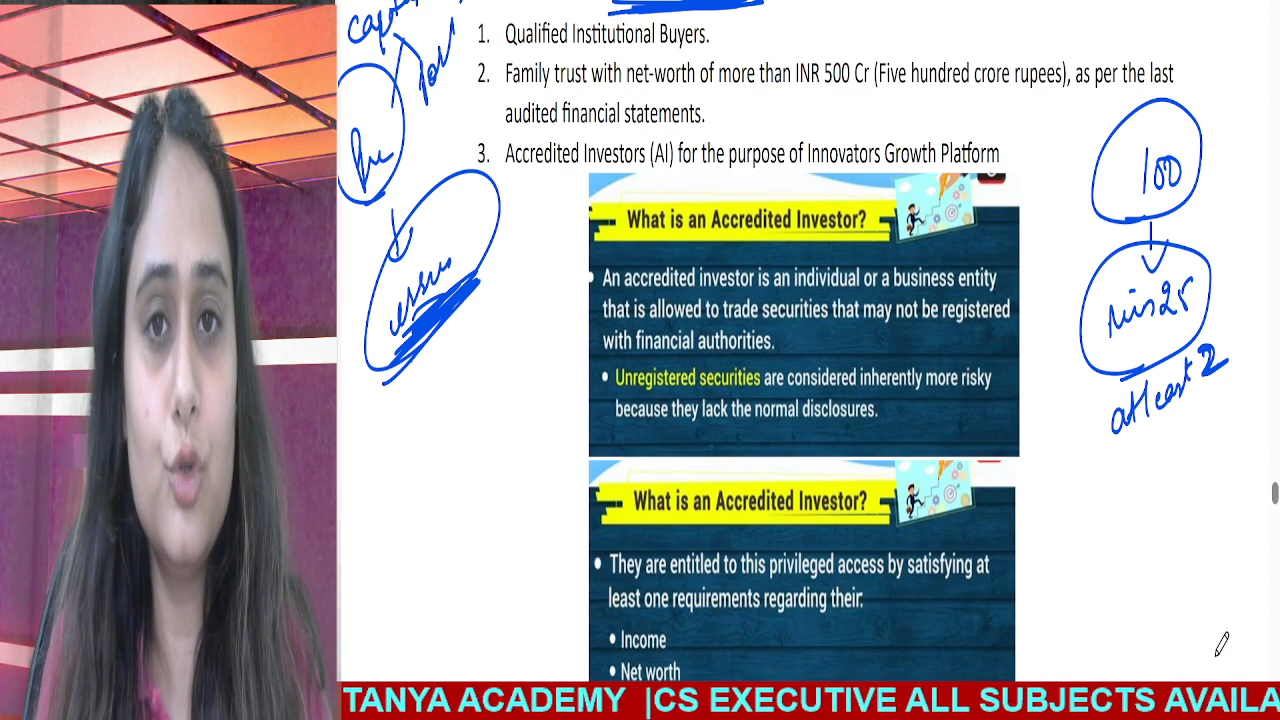 1. Qualified Institutional Buyers.
2. Family trust with net-worth of more than INR 500 Cr (Five hundred crore rupees), as per the last
audited financial statements.
3. Accredited Investors (AI) for the purpose of Innovators Growth Platform
100
at least 2
What is an Accredited Investor?
An accredited investor is an individual or a business entity
that is allowed to trade securities that may not be registered
with financial authorities.
• Unregistered securities are considered inherently more risky
because they lack the normal disclosures.
What is an Accredited Investor?
• They are entitled to this privileged access by satisfying at
least one requirements regarding their:
• Income
• Net worth
TANYA ACADEMY |CS EXECUTIVE ALL SUBJECTS AVAILA